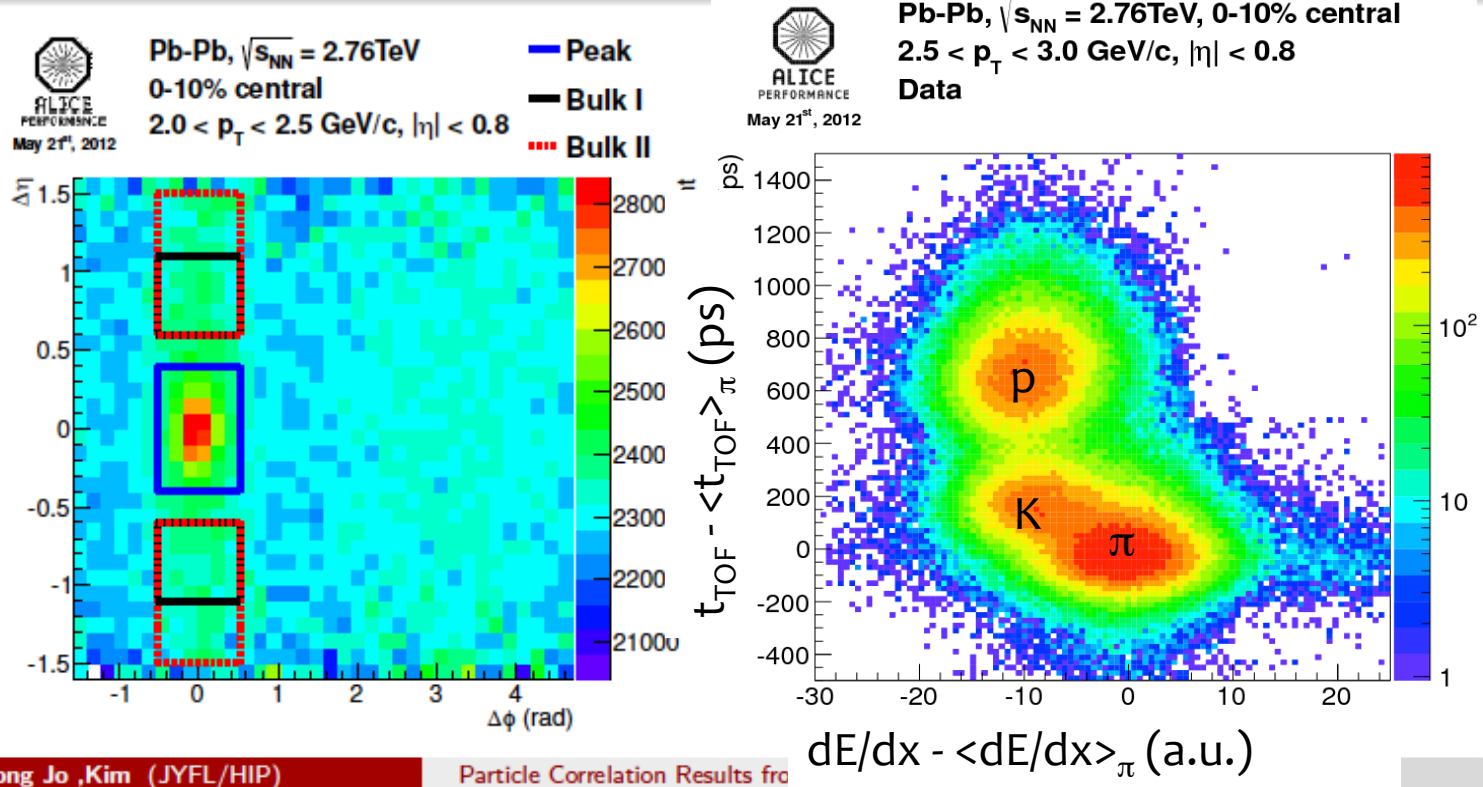 ALICE
PERFORMANCE
May 21st, 2012
Pb-Pb, √sNN = 2.76TeV
0-10% central
2.0 < pT < 2.5 GeV/c, |η| < 0.8
Peak
Bulk I
Bulk II
Δη
1.5
1
0.5
0
-0.5
-1
-1.5
-1 0 1 2 3 4
Δϕ (rad)
2800
2700
2600
2500
2400
2300
2200
2100
ong Jo ,Kim (JYFL/HIP)
Particle Correlation Results fro
ALICE
PERFORMANCE
May 21st, 2012
Pb-Pb, √sNN = 2.76TeV, 0-10% central
2.5 < pT < 3.0 GeV/c, |η| < 0.8
Data
ps)
tTOF - <tTOF>π (ps)
1400
1200
1000
800
600
400
200
0
-200
-400
p
K
π
-30 -20 -10 0 10 20
dE/dx - <dE/dx>π (a.u.)
10²
10
1